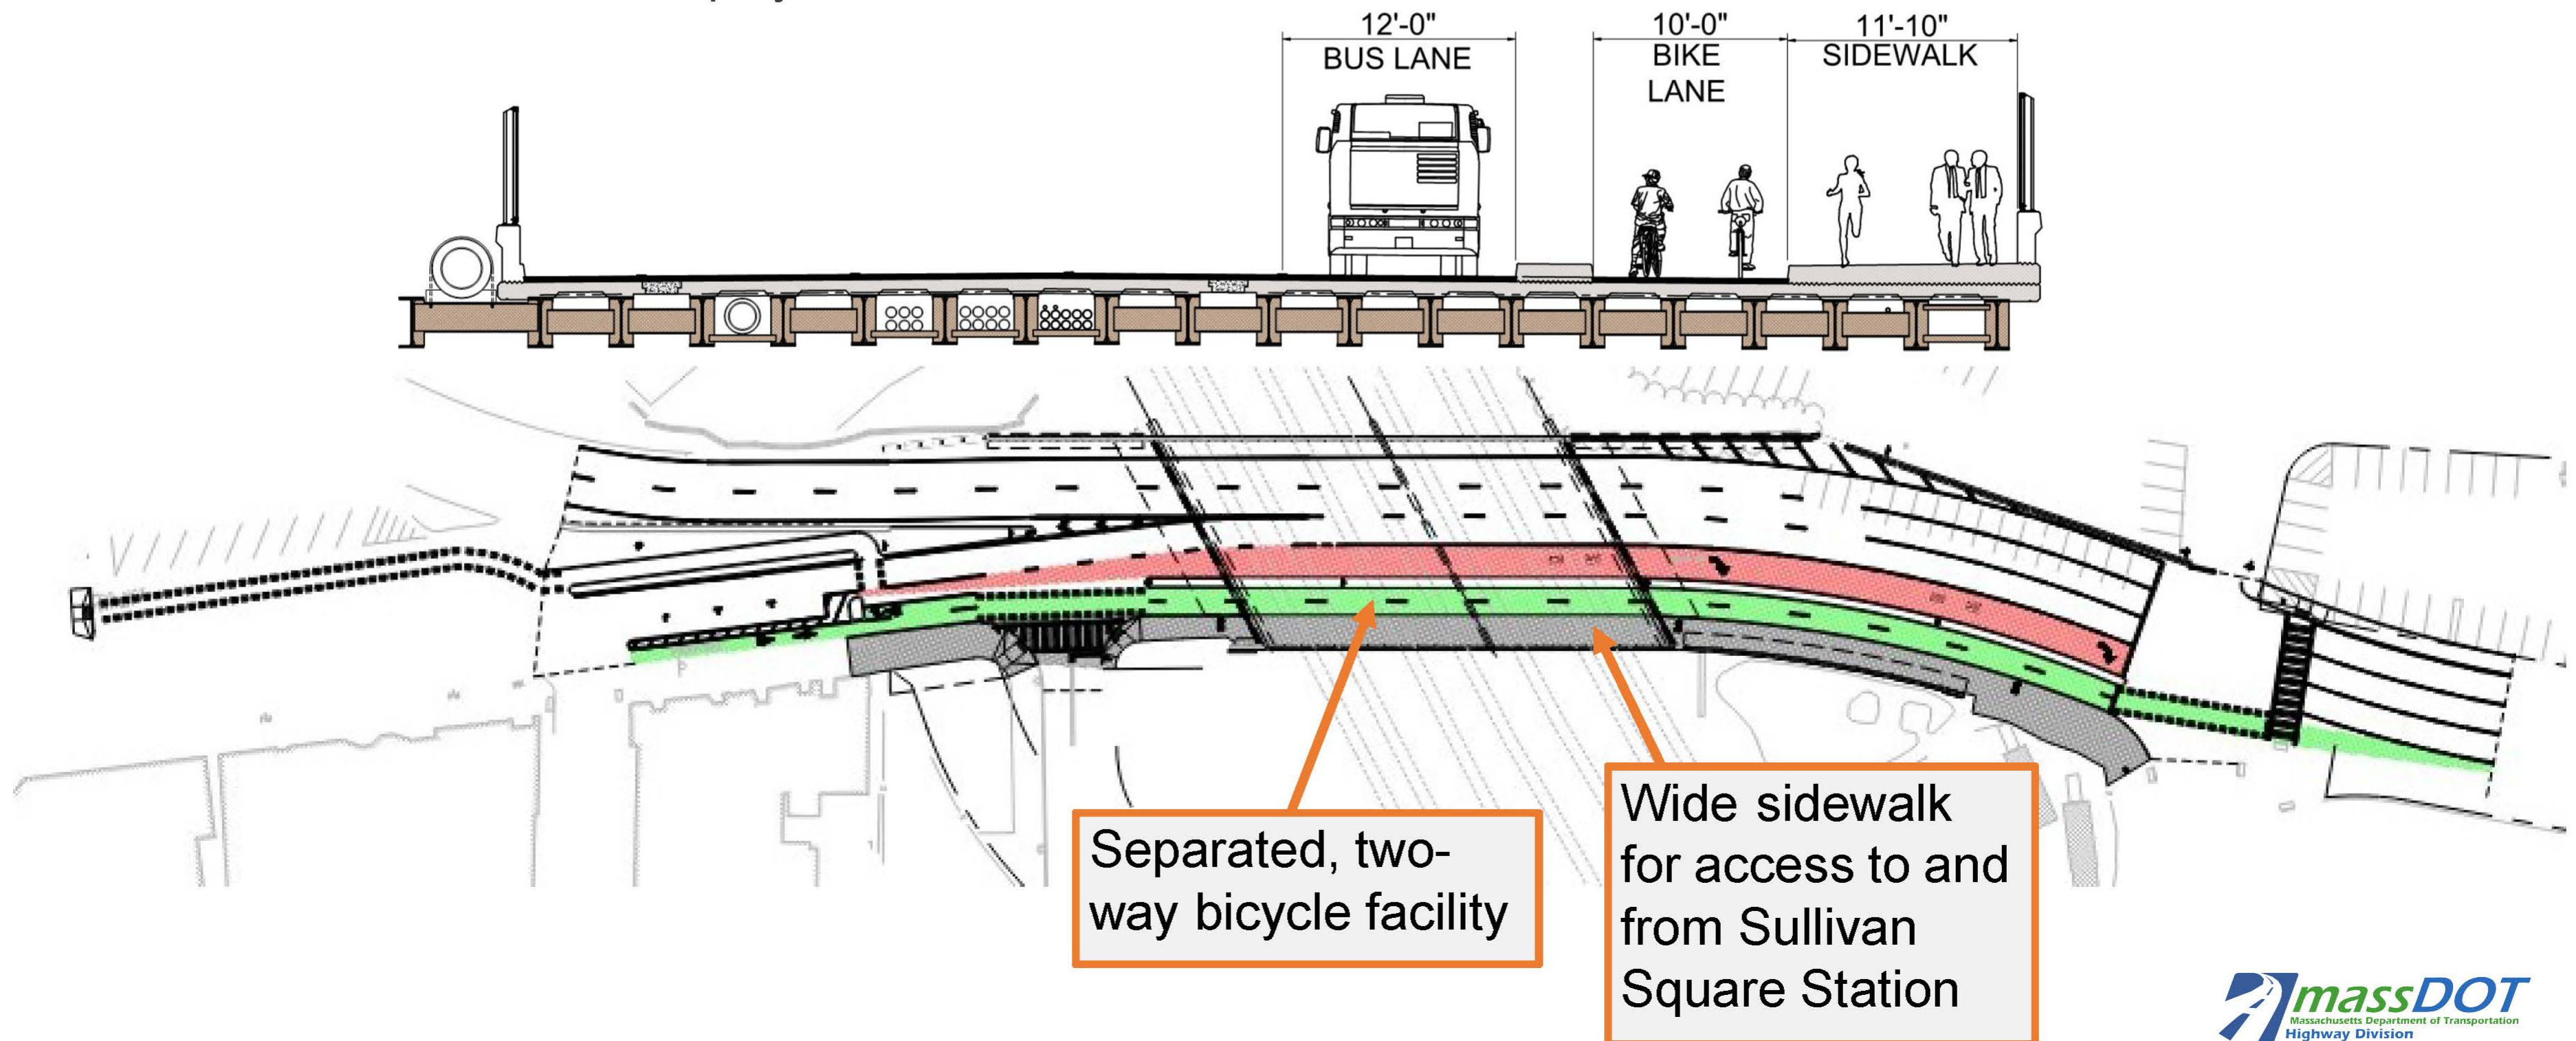 12'-0"
BUS LANE
10'-0"
BIKE
LANE
11'-10"
SIDEWALK
Separated, two-
way bicycle facility
Wide sidewalk
for access to and
from Sullivan
Square Station
massDOT
Massachusetts Department of Transportation
Highway Division